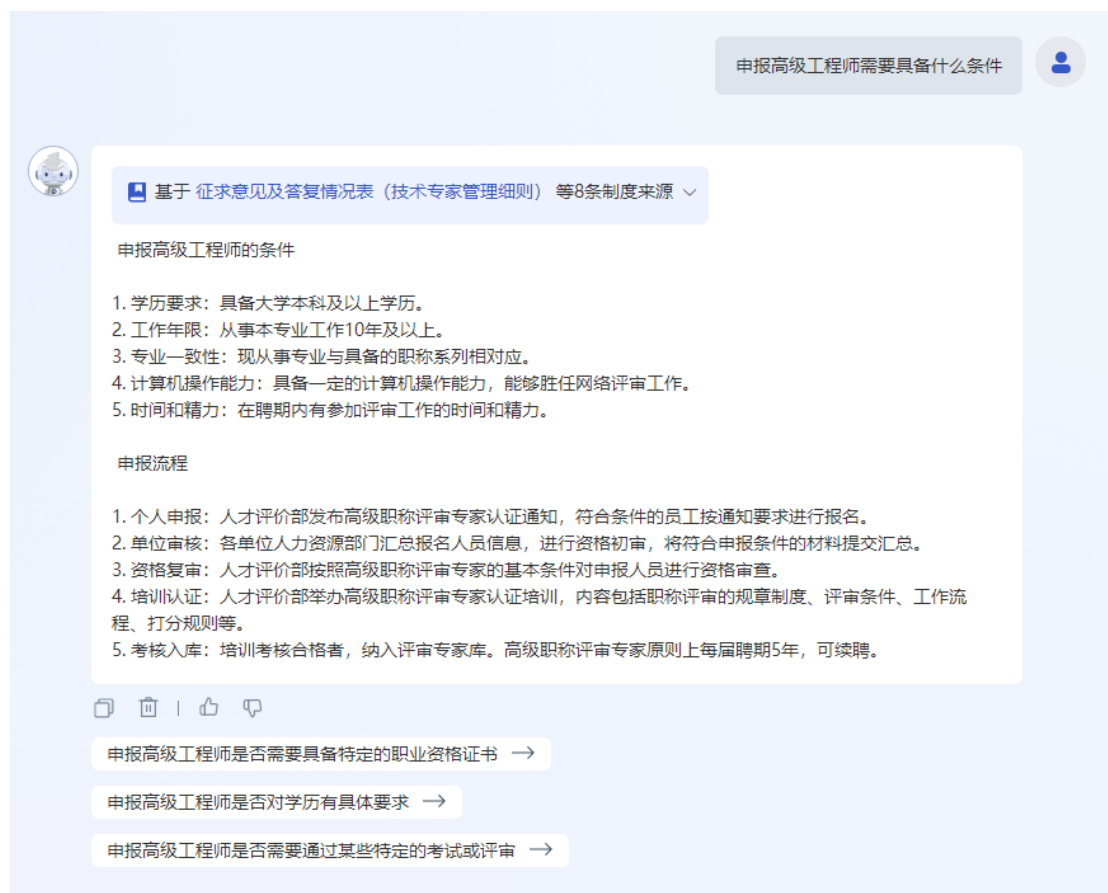 申报高级工程师需要具备什么条件
基于 征求意见及答复情况表（技术专家管理细则） 等8条制度来源
申报高级工程师的条件
1. 学历要求：具备大学本科及以上学历。
2. 工作年限：从事本专业工作10年及以上。
3. 专业一致性：现从事专业与具备的职称系列相对应。
4. 计算机操作能力：具备一定的计算机操作能力，能够胜任网络评审工作。
5. 时间和精力：在聘期内有参加评审工作的时间和精力。
申报流程
1. 个人申报：人才评价部发布高级职称评审专家认证通知，符合条件的员工按通知要求进行报名。
2. 单位审核：各单位人力资源部门汇总报名人员信息，进行资格初审，将符合申报条件的材料提交汇总。
3. 资格复审：人才评价部按照高级职称评审专家的基本条件对申报人员进行资格审查。
4. 培训认证：人才评价部举办高级职称评审专家认证培训，内容包括职称评审的规章制度、评审条件、工作流
程、打分规则等。
5. 考核入库：培训考核合格者，纳入评审专家库。高级职称评审专家原则上每届聘期5年，可续聘。
申报高级工程师是否需要具备特定的职业资格证书
申报高级工程师是否对学历有具体要求
申报高级工程师是否需要通过某些特定的考试或评审